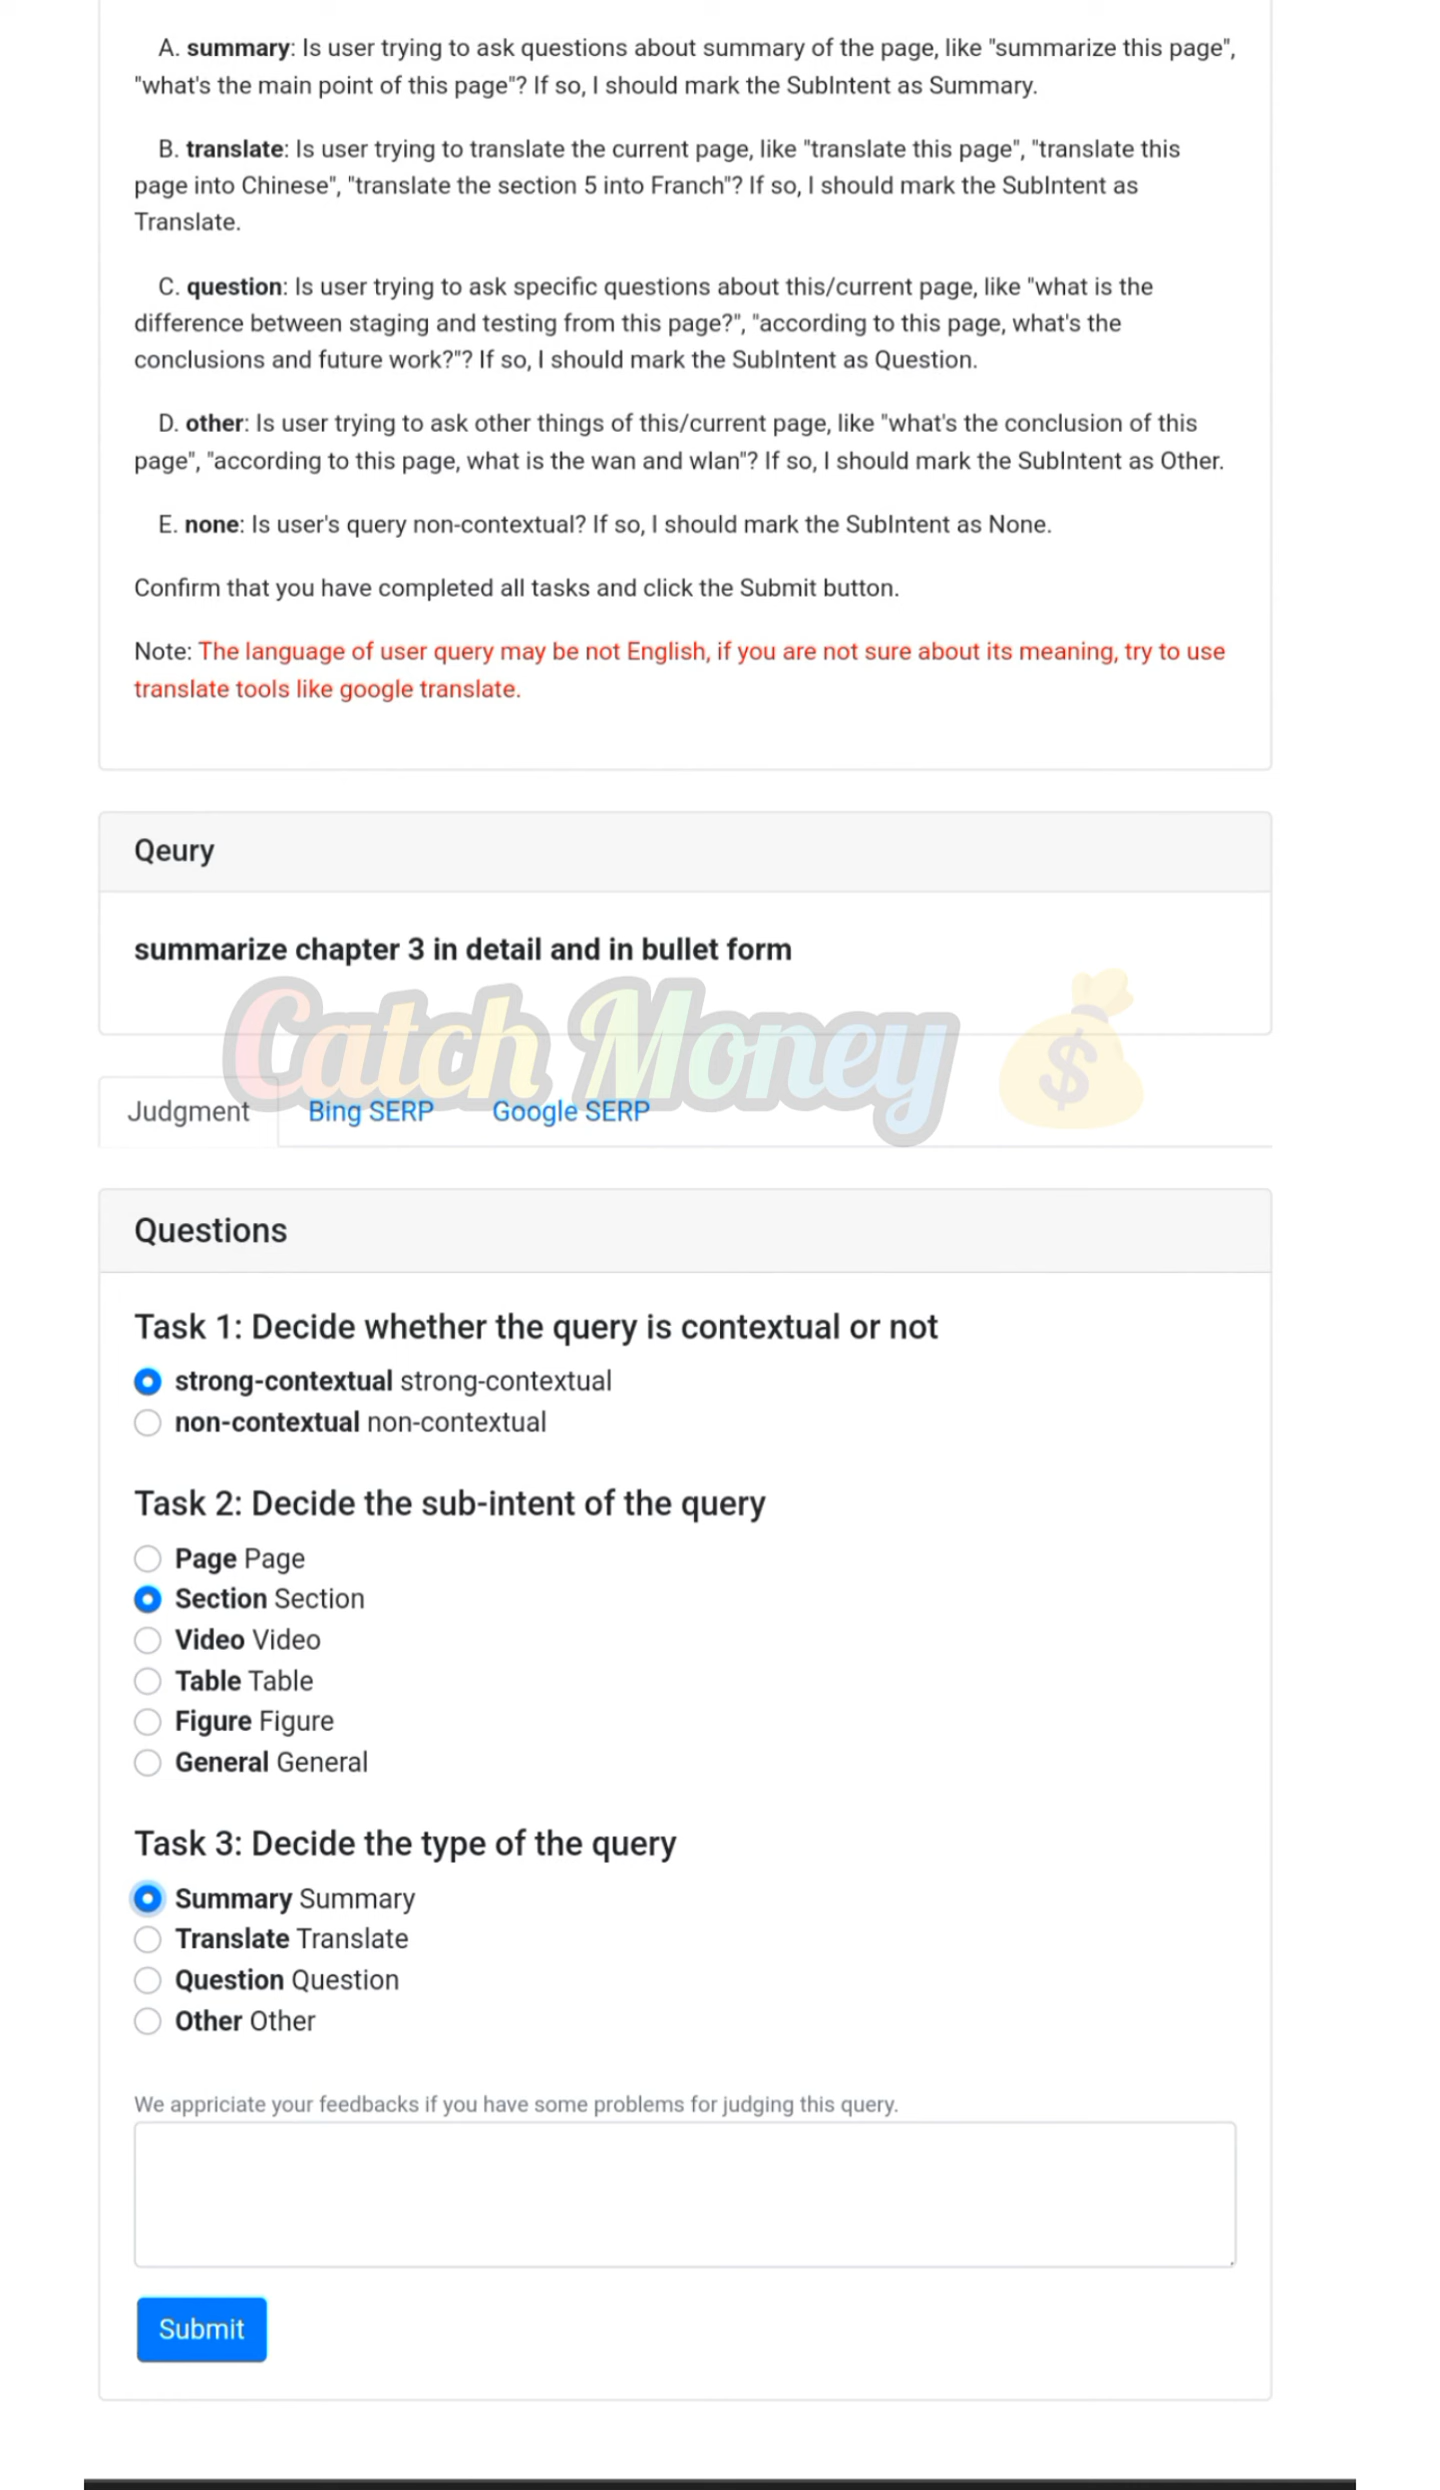 A. summary: Is user trying to ask questions about summary of the page, like "summarize this page",
"what's the main point of this page"? If so, I should mark the SubIntent as Summary.
B. translate: Is user trying to translate the current page, like "translate this page", "translate this
page into Chinese", "translate the section 5 into Franch"? If so, I should mark the SubIntent as
Translate.
C. question: Is user trying to ask specific questions about this/current page, like "what is the
difference between staging and testing from this page?", "according to this page, what's the
conclusions and future work?"? If so, I should mark the SubIntent as Question.
D. other: Is user trying to ask other things of this/current page, like "what's the conclusion of this
page", "according to this page, what is the wan and wlan"? If so, I should mark the SubIntent as Other.
E. none: Is user's query non-contextual? If so, I should mark the SubIntent as None.
Confirm that you have completed all tasks and click the Submit button.
Note: The language of user query may be not English, if you are not sure about its meaning, try to use
translate tools like google translate.
Qeury
summarize chapter 3 in detail and in bullet form
Catch Money
Judgment Bing SERP Google SERP
Questions
Task 1: Decide whether the query is contextual or not
strong-contextual strong-contextual
non-contextual non-contextual
Task 2: Decide the sub-intent of the query
Page Page
Section Section
Video Video
Table Table
Figure Figure
General General
Task 3: Decide the type of the query
Summary Summary
Translate Translate
Question Question
Other Other
We appriciate your feedbacks if you have some problems for judging this query.
Submit